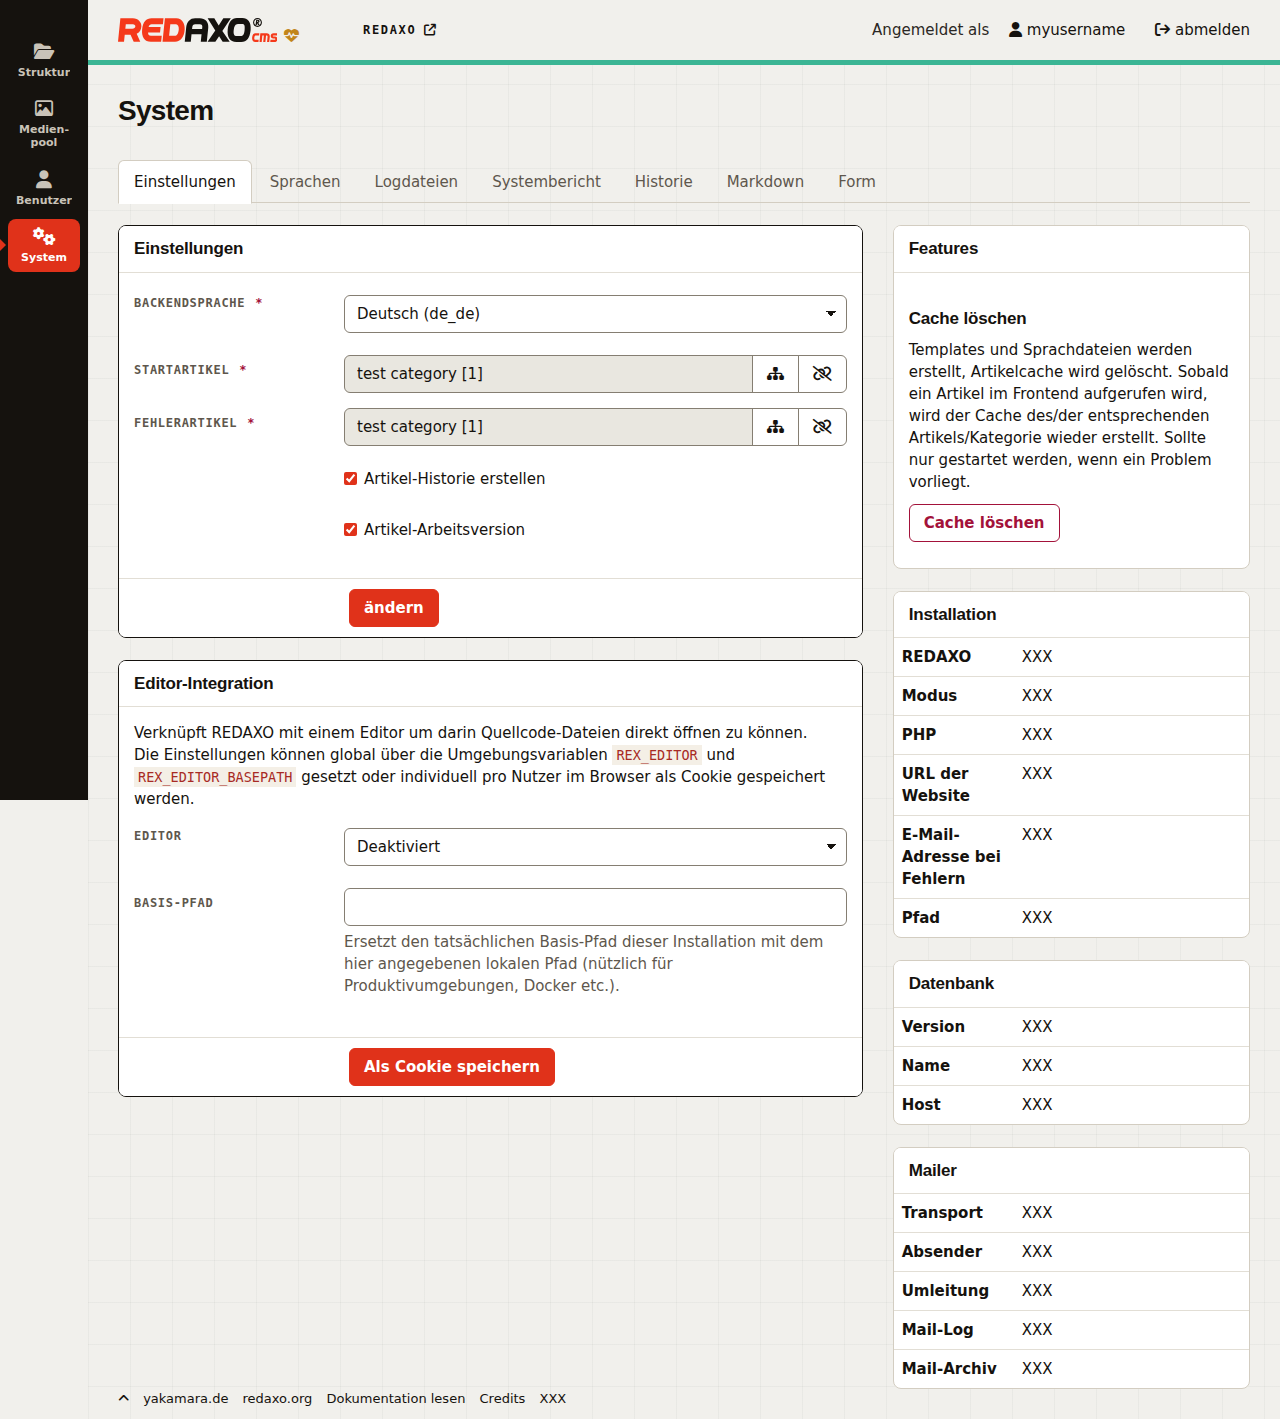 REDAXO® cms
REDAXO
Angemeldet als myusername abmelden
Struktur
Medien-
pool
Benutzer
System
System
Einstellungen Sprachen Logdateien Systembericht Historie Markdown Form
Einstellungen
BACKENDSPRACHE *
Deutsch (de_de)
STARTARTIKEL *
test category [1]
FEHLERARTIKEL *
test category [1]
Artikel-Historie erstellen
Artikel-Arbeitsversion
ändern
Editor-Integration
Verknüpft REDAXO mit einem Editor um darin Quellcode-Dateien direkt öffnen zu können.
Die Einstellungen können global über die Umgebungsvariablen REX_EDITOR und
REX_EDITOR_BASEPATH gesetzt oder individuell pro Nutzer im Browser als Cookie gespeichert
werden.
EDITOR
Deaktiviert
BASIS-PFAD
Ersetzt den tatsächlichen Basis-Pfad dieser Installation mit dem
hier angegebenen lokalen Pfad (nützlich für
Produktivumgebungen, Docker etc.).
Als Cookie speichern
Features
Cache löschen
Templates und Sprachdateien werden
erstellt, Artikelcache wird gelöscht. Sobald
ein Artikel im Frontend aufgerufen wird,
wird der Cache des/der entsprechenden
Artikels/Kategorie wieder erstellt. Sollte
nur gestartet werden, wenn ein Problem
vorliegt.
Cache löschen
Installation
REDAXO XXX
Modus XXX
PHP XXX
URL der XXX
Website
E-Mail- XXX
Adresse bei
Fehlern
Pfad XXX
Datenbank
Version XXX
Name XXX
Host XXX
Mailer
Transport XXX
Absender XXX
Umleitung XXX
Mail-Log XXX
Mail-Archiv XXX
yakamara.de redaxo.org Dokumentation lesen Credits XXX